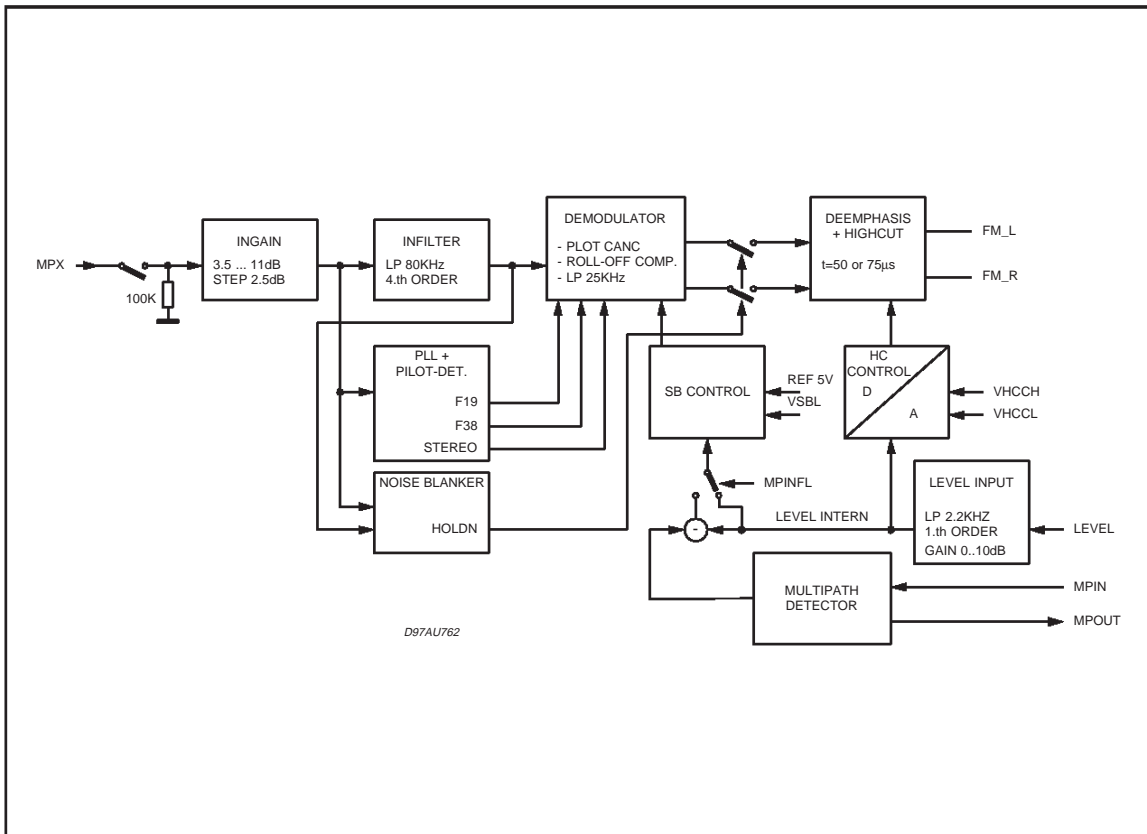 MPX
100K
INGAIN
3.5 ... 11dB
STEP 2.5dB
INFILTER
LP 80KHz
4.th ORDER
DEMODULATOR
- PLOT CANC
- ROLL-OFF COMP.
- LP 25KHz
DEEMPHASIS
+ HIGHCUT
t=50 or 75µs
FM_L
FM_R
PLL +
PILOT-DET.
F19
F38
STEREO
NOISE BLANKER
HOLDN
SB CONTROL
REF 5V
VSBL
HC
CONTROL
D
A
VHCCH
VHCCL
MPINFL
-
LEVEL INTERN
LEVEL INPUT
LP 2.2KHZ
1.th ORDER
GAIN 0..10dB
LEVEL
MULTIPATH
DETECTOR
MPIN
MPOUT
D97AU762